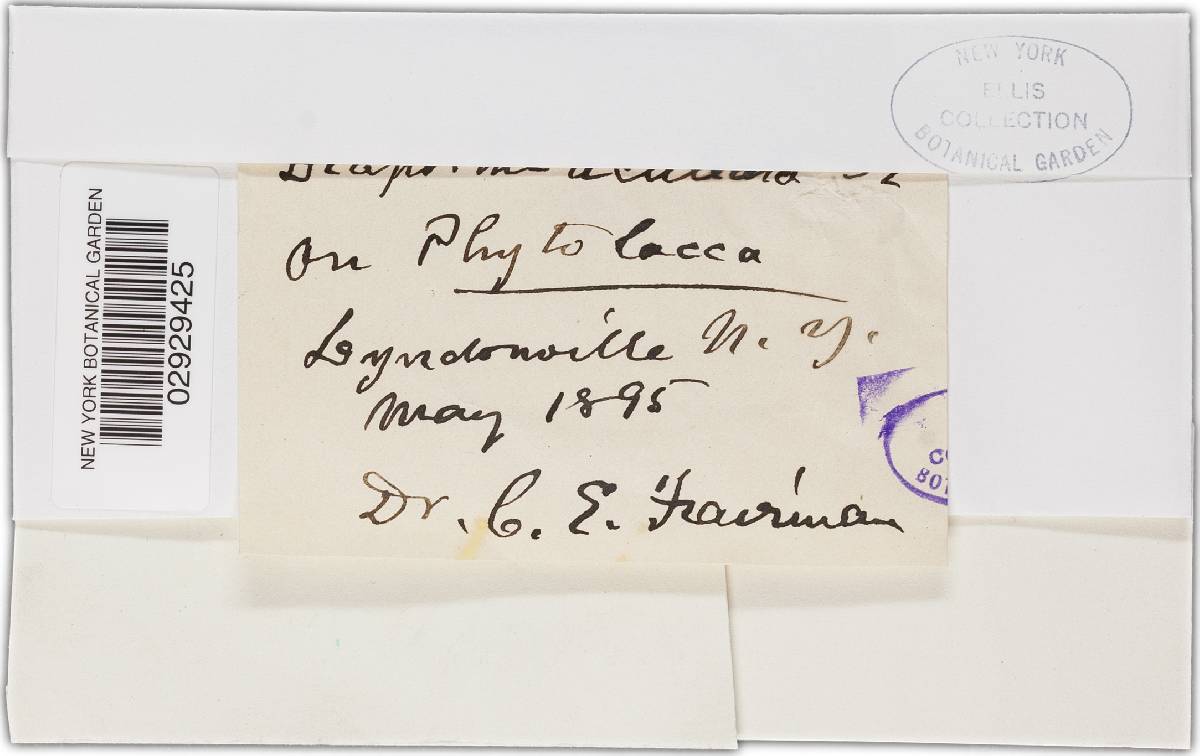 NEW YORK
ELLIS
COLLECTION
BOTANICAL GARDEN
NEW YORK BOTANICAL GARDEN
02929425
on Phytolacca
Lyndonville N. Y.
May 1895
Dr. C. E. Fairman